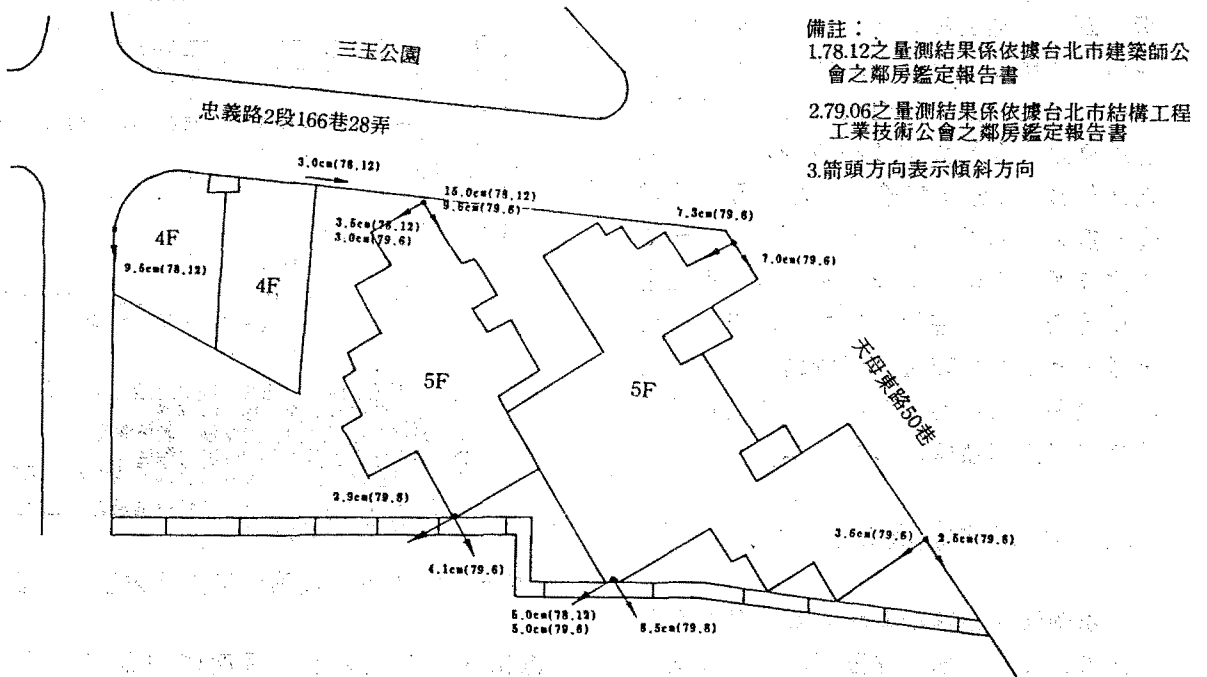 備註：
1.78.12之量測結果係依據台北市建築師公
會之鄰房鑑定報告書
2.79.06之量測結果係依據台北市結構工程
工業技術公會之鄰房鑑定報告書
3.箭頭方向表示傾斜方向
三玉公園
忠義路2段166巷28弄
3.0cm(78,12)
15.0cm(78,12)
9.6cm(79.6)
3.5cm(78,12)
3.0cm(79.6)
7.3cm(79.6)
7.0cm(79.6)
4F
9.5cm(78,12)
4F
5F
5F
天母東路50巷
2.9cm(79.6)
4.1cm(79.6)
3.6cm(79.6)
2.5cm(79.6)
5.0cm(79.6)